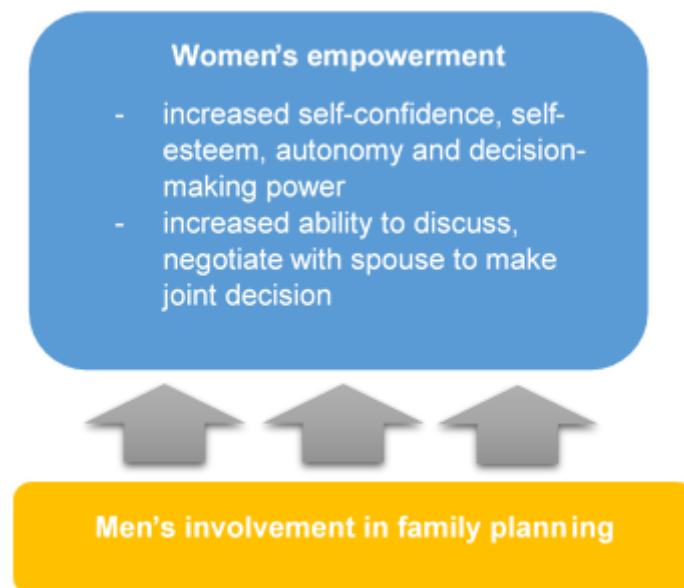 Women's empowerment
- increased self-confidence, self-
esteem, autonomy and decision-
making power
- increased ability to discuss,
negotiate with spouse to make
joint decision
Men's involvement in family planning